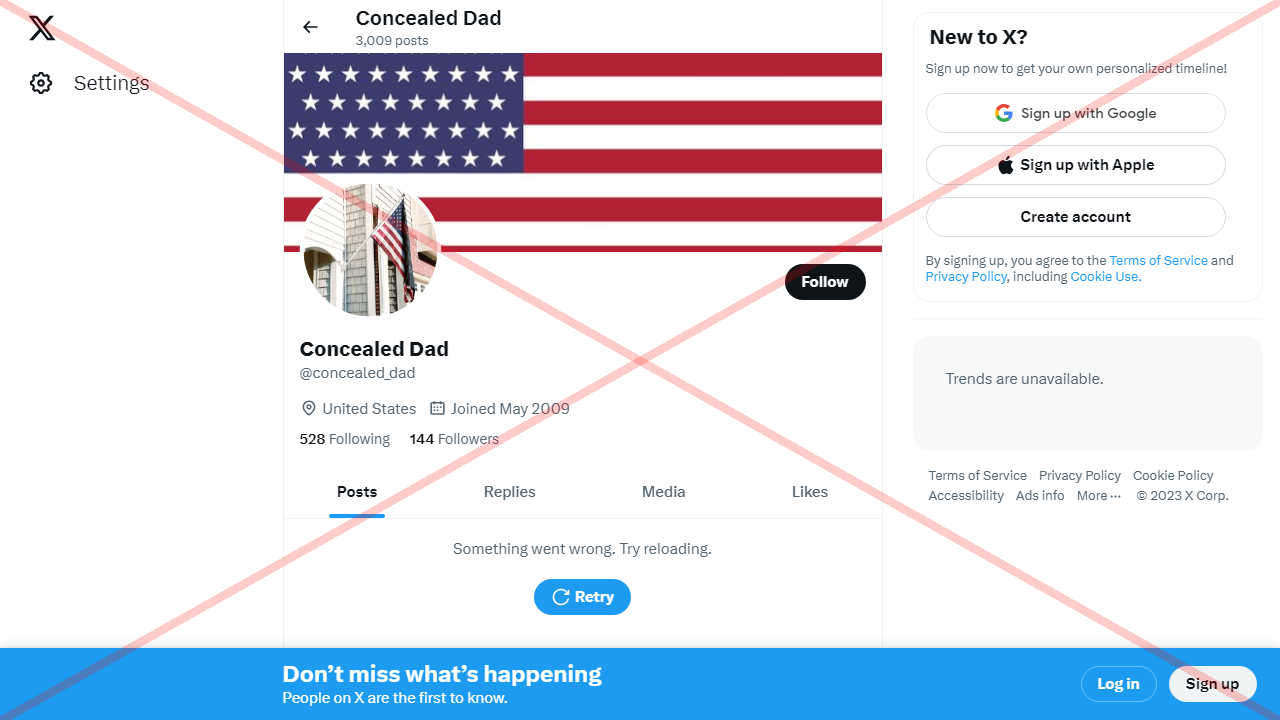 Settings
Concealed Dad
3,009 posts
Follow
Concealed Dad
@concealed_dad
United States Joined May 2009
528 Following 144 Followers
Posts Replies Media Likes
Something went wrong. Try reloading.
Retry
New to X?
Sign up now to get your own personalized timeline!
Sign up with Google
Sign up with Apple
Create account
By signing up, you agree to the Terms of Service and
Privacy Policy, including Cookie Use.
Trends are unavailable.
Terms of Service Privacy Policy Cookie Policy
Accessibility Ads info More ··· © 2023 X Corp.
Don’t miss what’s happening
People on X are the first to know.
Log in Sign up